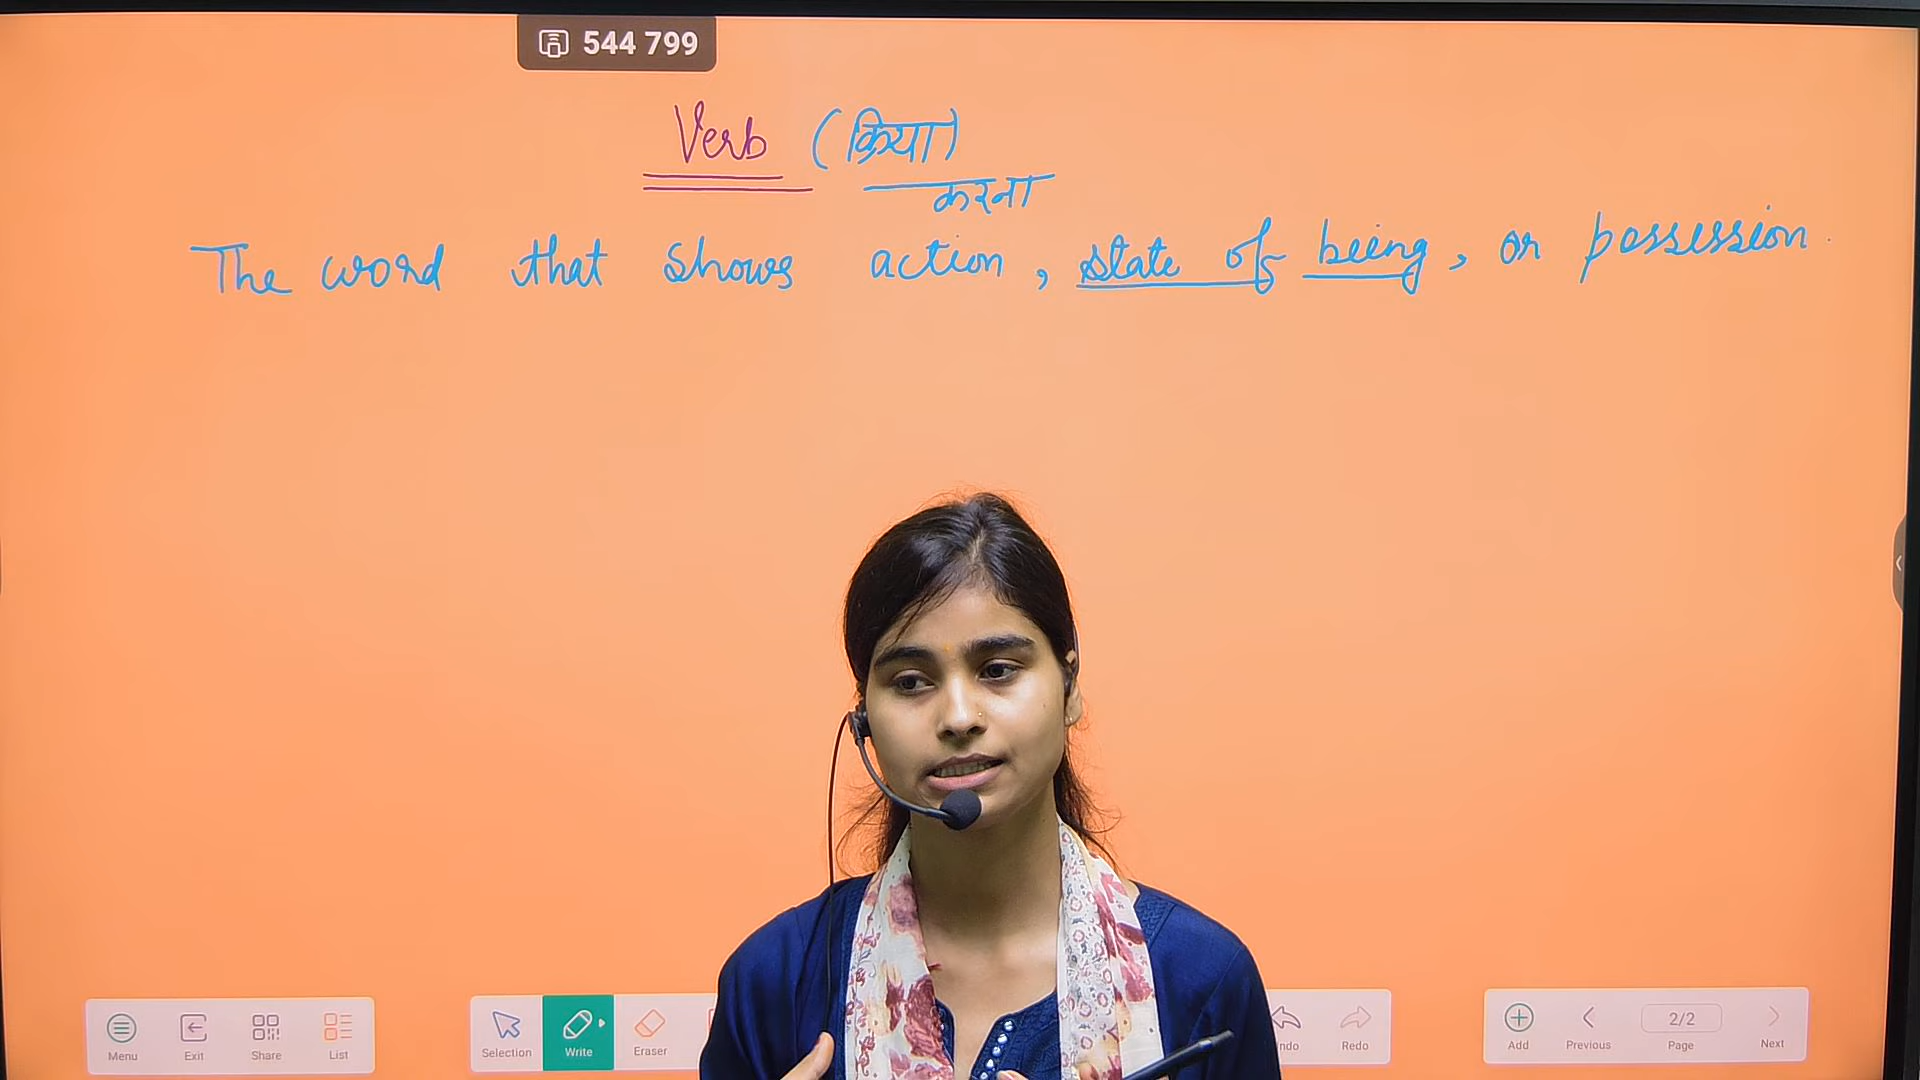 544 799
Verb (क्रिया)
करना
The word that shows action, state of being, or possession.
Menu Exit Share List Selection Write Eraser ndo Redo Add Previous 2/2 Page Next